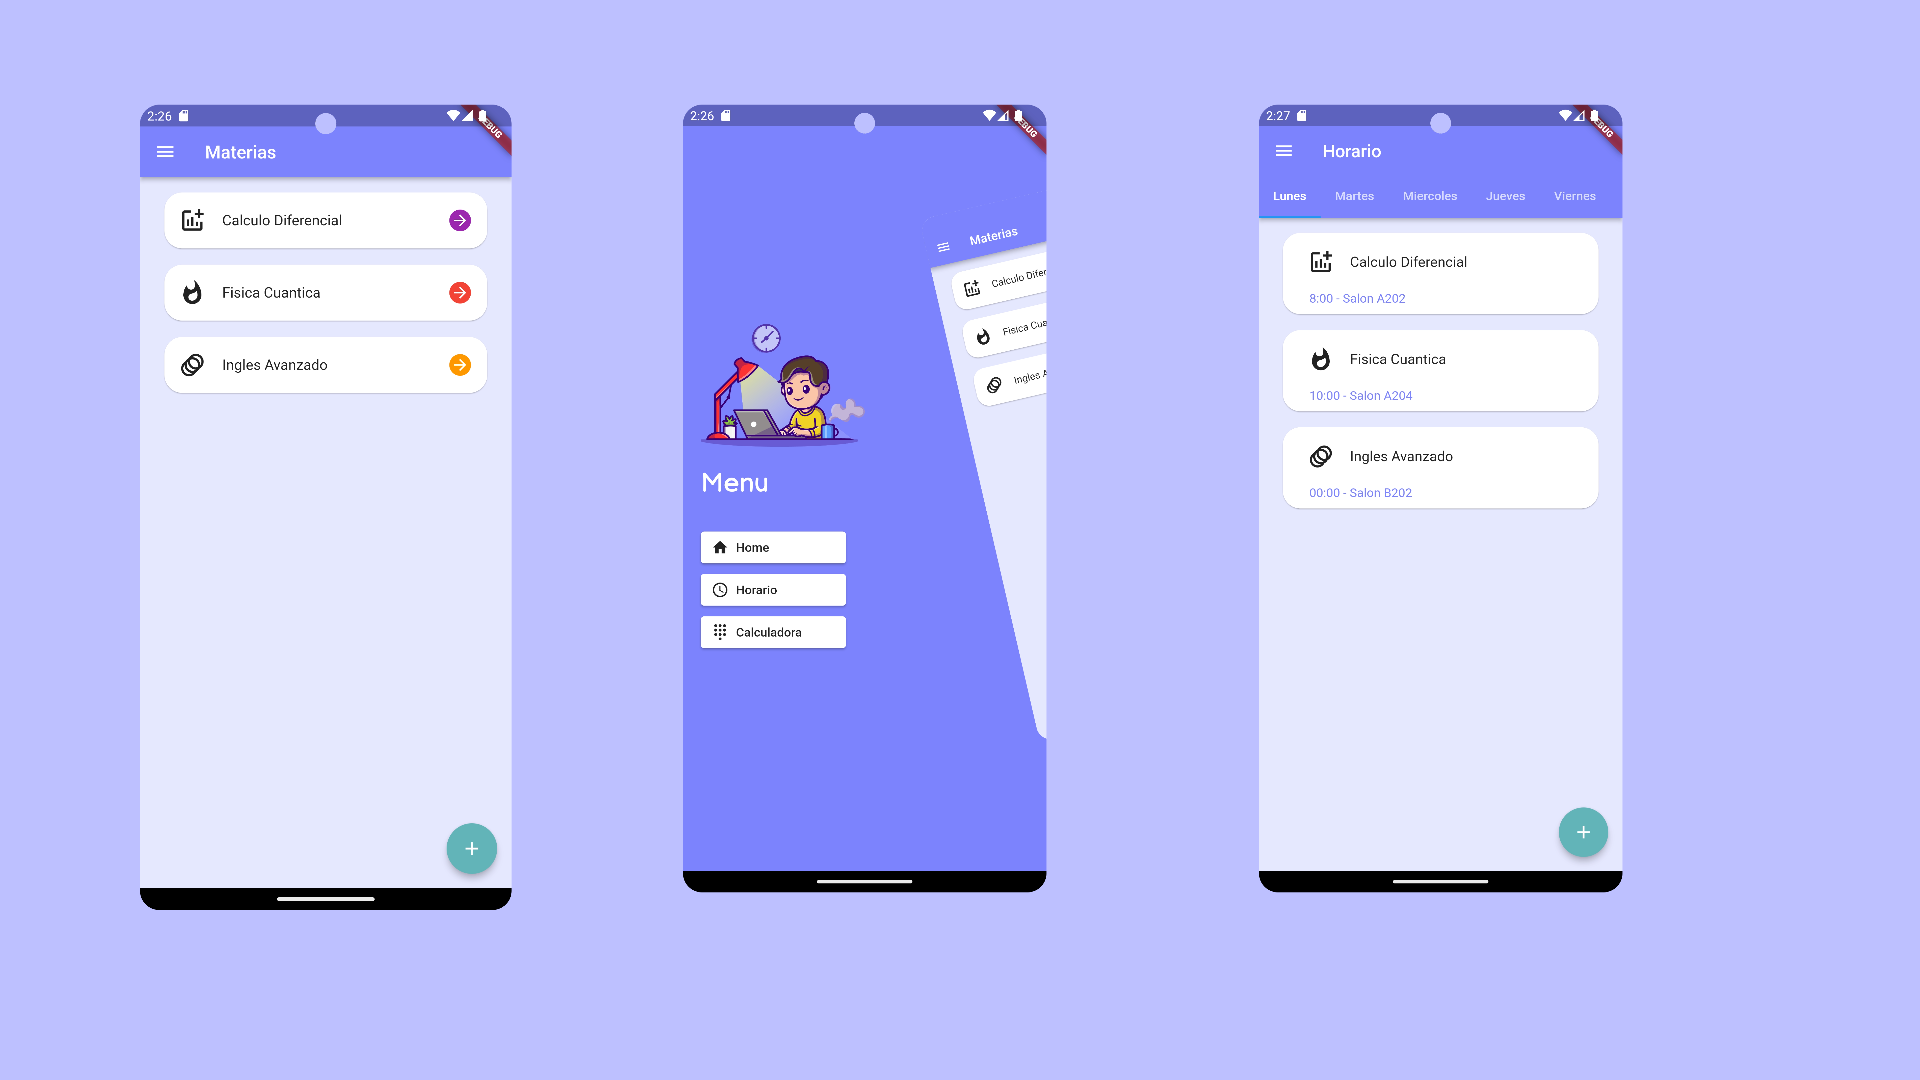 2:26
DEBUG
Materias
Calculo Diferencial
Fisica Cuantica
Ingles Avanzado
2:26
DEBUG
Materias
Calculo Difer
Fisica Cua
Ingles A
Menu
Home
Horario
Calculadora
2:27
DEBUG
Horario
Lunes Martes Miercoles Jueves Viernes
Calculo Diferencial
8:00 - Salon A202
Fisica Cuantica
10:00 - Salon A204
Ingles Avanzado
00:00 - Salon B202